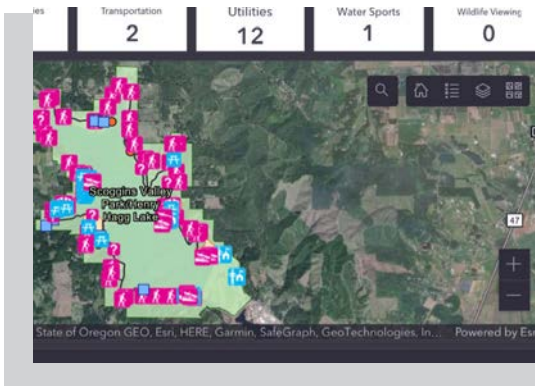 ies
Transportation
2
Utilities
12
Water Sports
1
Wildlife Viewing
0
Scoggins Valley
Park/Henry
Hagg Lake
47
State of Oregon GEO, Esri, HERE, Garmin, SafeGraph, GeoTechnologies, In... Powered by Esri